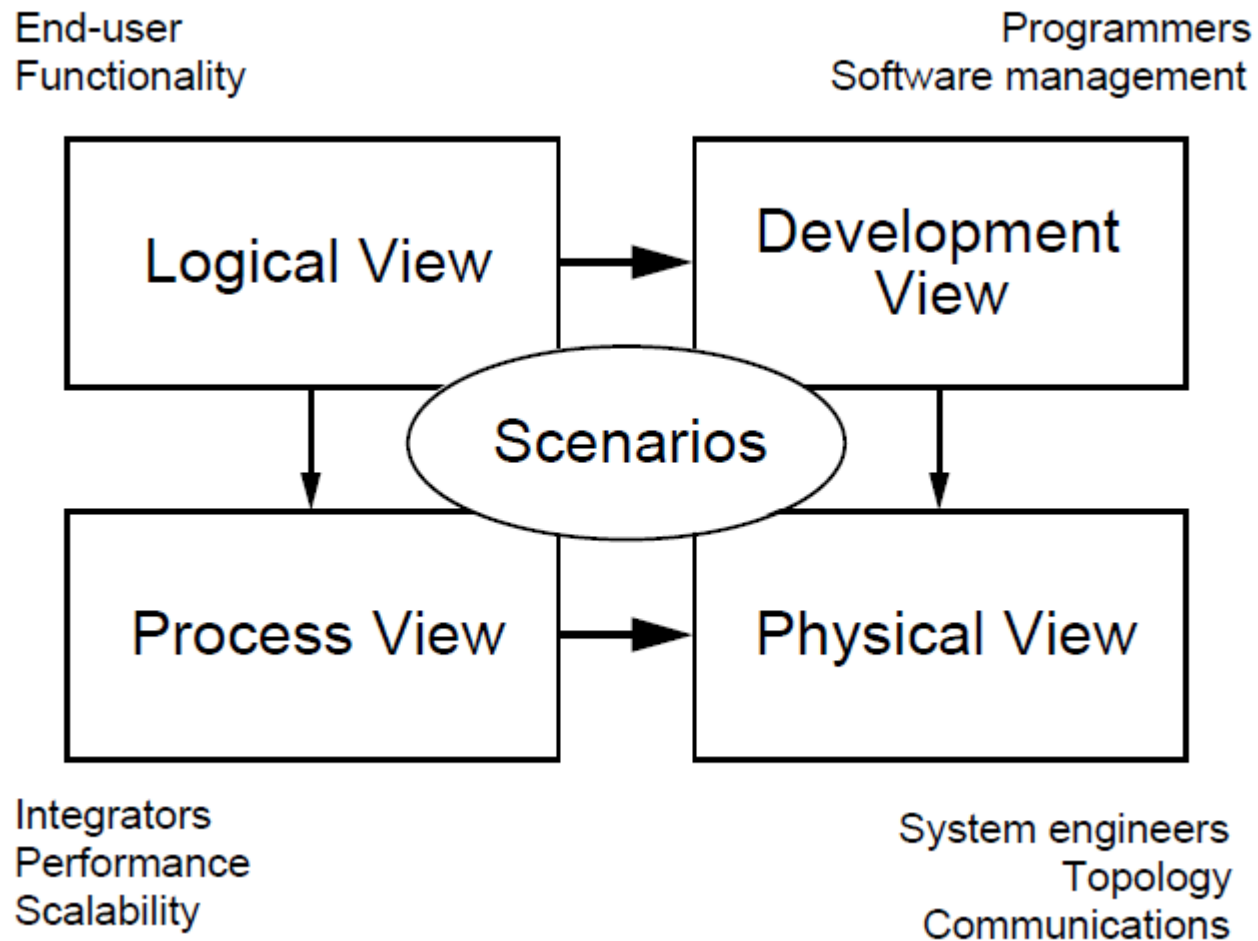 End-user
Functionality
Programmers
Software management
Logical View
Development
View
Scenarios
Process View
Physical View
Integrators
Performance
Scalability
System engineers
Topology
Communications